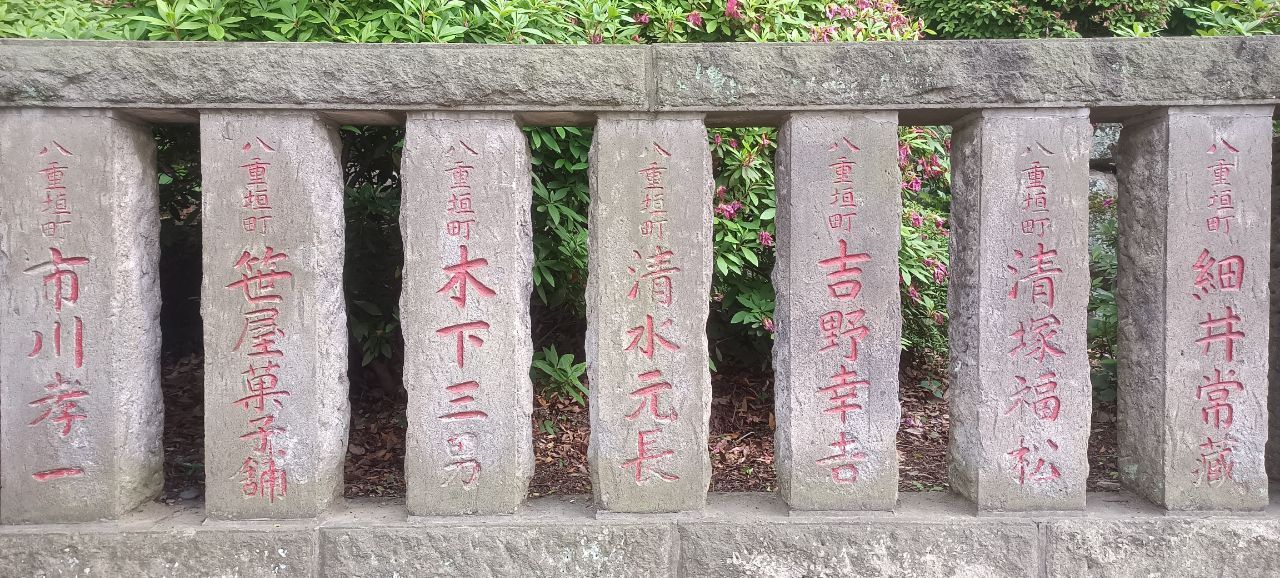 八重垣町 細井常蔵
八重垣町 清塚福松
八重垣町 吉野幸吉
八重垣町 清水元長
八重垣町 木下三男
八重垣町 笹屋菓子舗
八重垣町 市川孝一